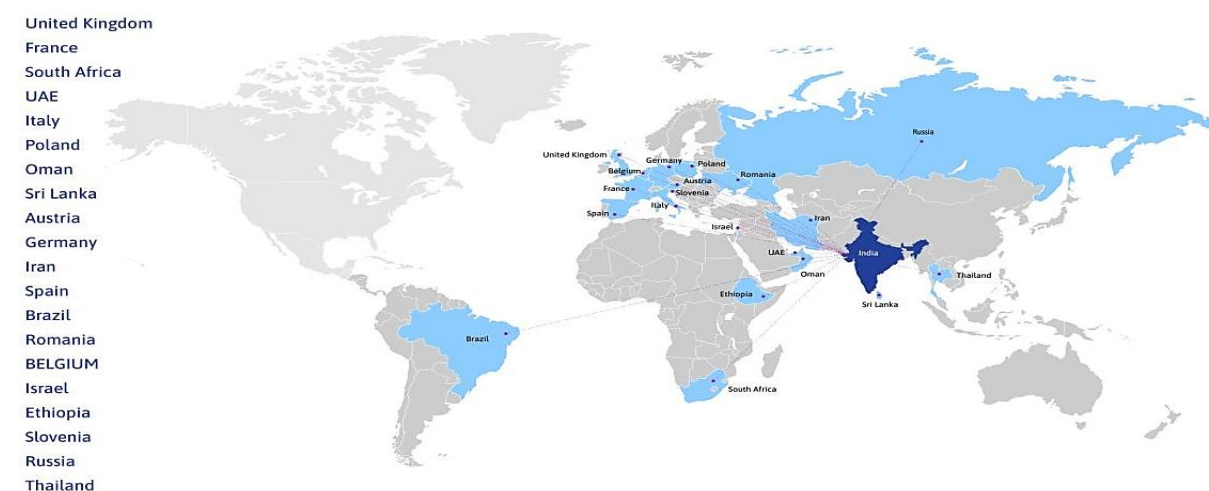 United Kingdom
France
South Africa
UAE
Italy
Poland
Oman
Sri Lanka
Austria
Germany
Iran
Spain
Brazil
Romania
BELGIUM
Israel
Ethiopia
Slovenia
Russia
Thailand
Russia
United Kingdom
Germany
Poland
Belgium
Romania
Austria
France
Slovenia
Italy
Spain
Iran
Israel
UAE
India
Oman
Thailand
Ethiopia
Sri Lanka
Brazil
South Africa